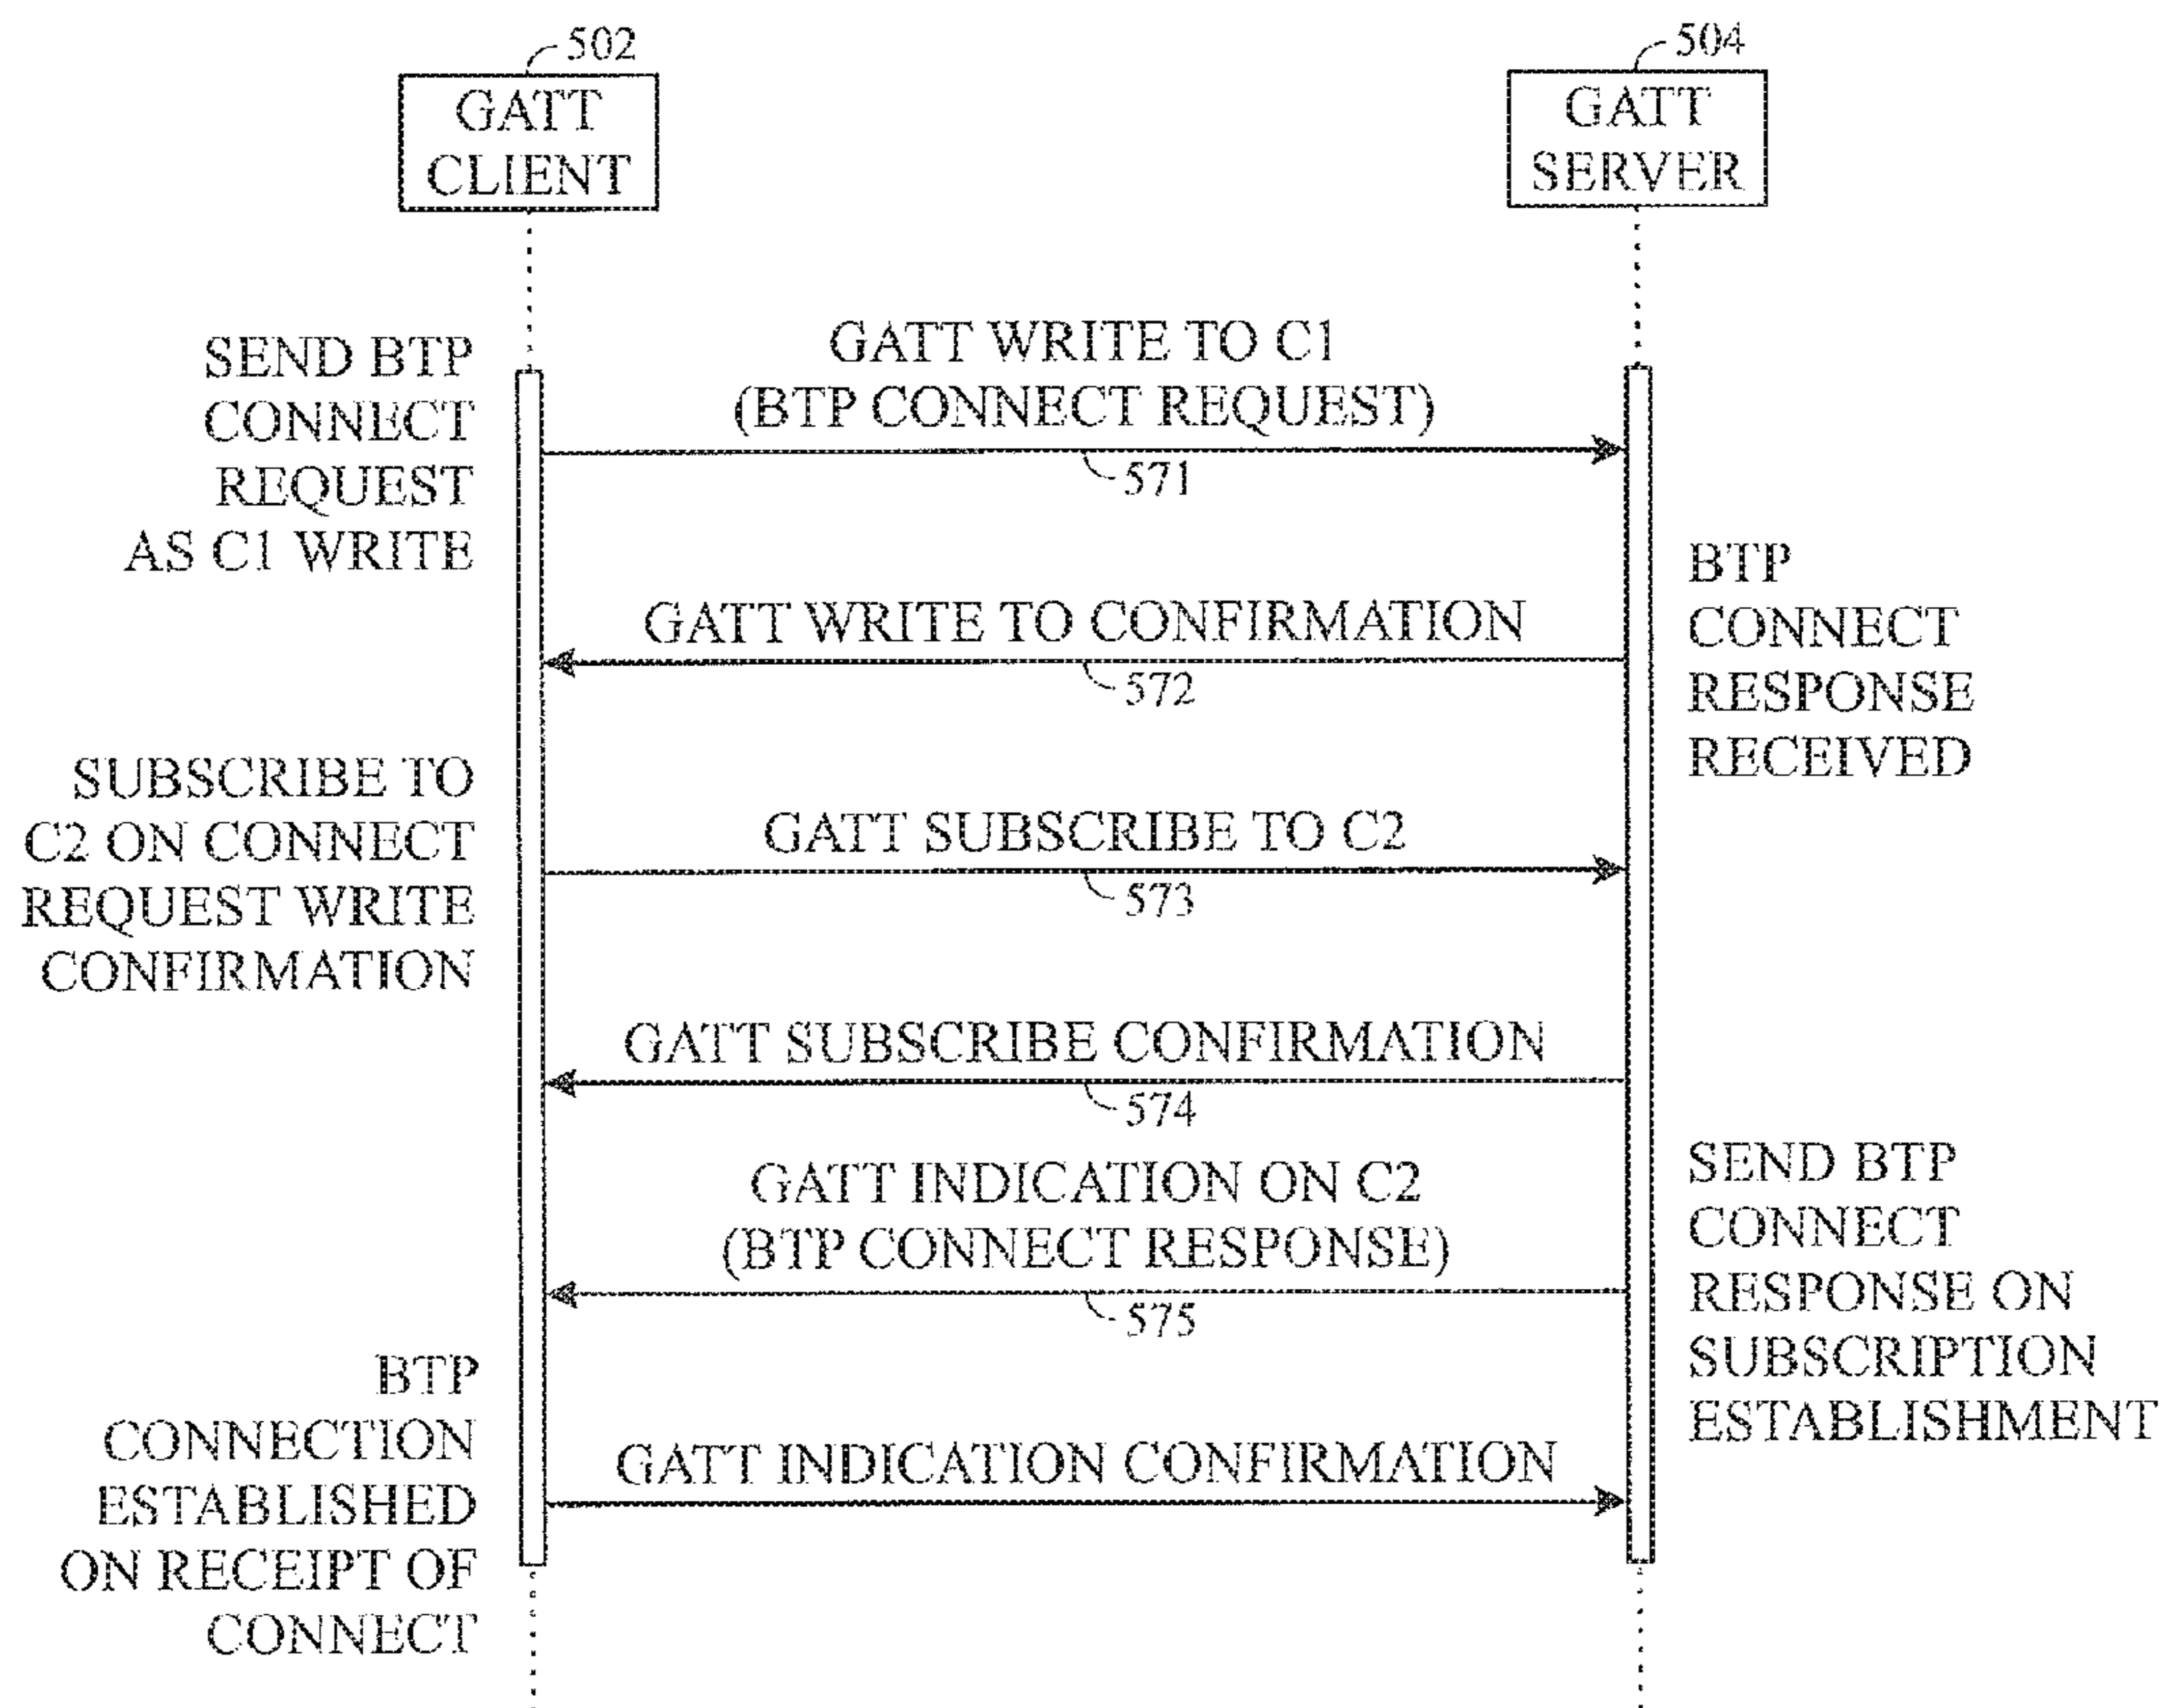 502
GATT
CLIENT
504
GATT
SERVER
SEND BTP
CONNECT
REQUEST
AS C1 WRITE
GATT WRITE TO C1
(BTP CONNECT REQUEST)
571
BTP
CONNECT
RESPONSE
RECEIVED
GATT WRITE TO CONFIRMATION
572
SUBSCRIBE TO
C2 ON CONNECT
REQUEST WRITE
CONFIRMATION
GATT SUBSCRIBE TO C2
573
GATT SUBSCRIBE CONFIRMATION
574
GATT INDICATION ON C2
(BTP CONNECT RESPONSE)
575
SEND BTP
CONNECT
RESPONSE ON
SUBSCRIPTION
ESTABLISHMENT
BTP
CONNECTION
ESTABLISHED
ON RECEIPT OF
CONNECT
GATT INDICATION CONFIRMATION